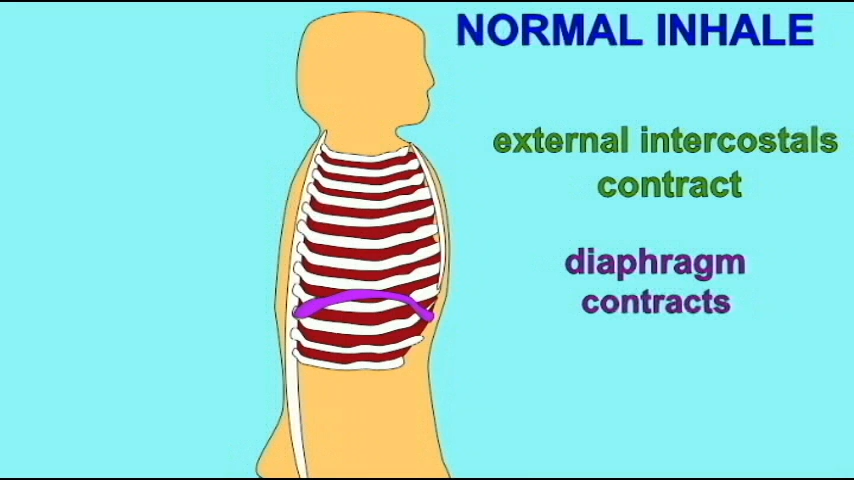 NORMAL INHALE
external intercostals
contract
diaphragm
contracts